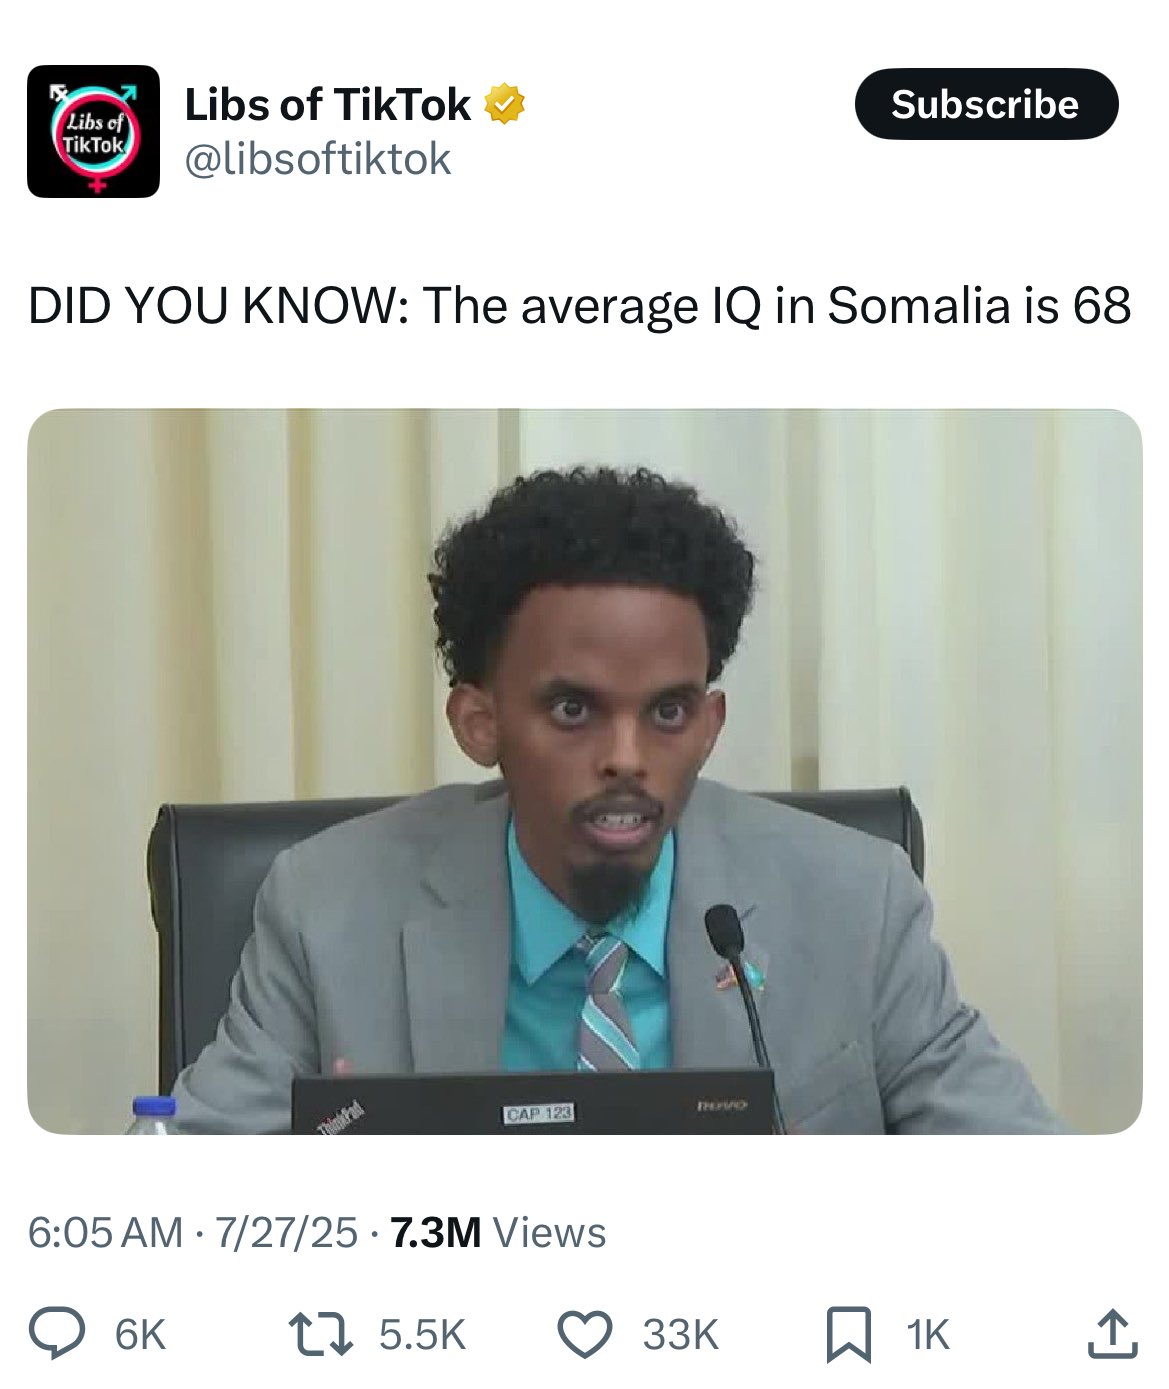 Libs of
TikTok
Libs of TikTok
@libsoftiktok
Subscribe
DID YOU KNOW: The average IQ in Somalia is 68
ThinkPad
CAP 123
6:05 AM · 7/27/25 · 7.3M Views
6K 5.5K 33K 1K